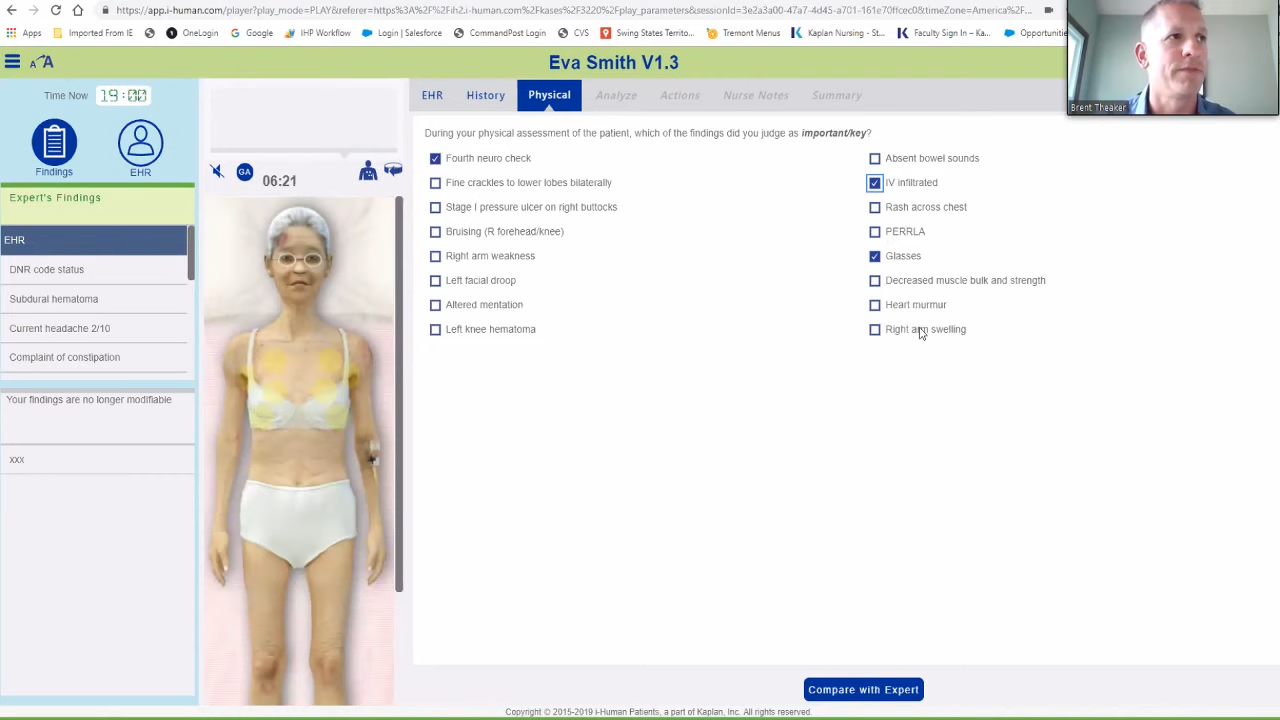 https://app.i-human.com/player?play_mode=PLAY&referer=https%3A%2F%2Fih2.i-human.com%2Fkases%2F3220%2Fplay_parameters&sessionId=3e2a3a00-47a7-4d45-a701-161e70ffcec0&timeZone=America%2F...
Apps Imported From IE OneLogin Google IHP Workflow Login | Salesforce CommandPost Login CVS Swing States Territo... Tremont Menus Kaplan Nursing - St... Faculty Sign In – Ka... Opportuni
AA Eva Smith V1.3
Brent Theaker
Time Now 19:00
Findings EHR
Expert's Findings
EHR
DNR code status
Subdural hematoma
Current headache 2/10
Complaint of constipation
Your findings are no longer modifiable
xxx
GA 06:21
EHR History Physical Analyze Actions Nurse Notes Summary
During your physical assessment of the patient, which of the findings did you judge as important/key?
Fourth neuro check
Fine crackles to lower lobes bilaterally
Stage I pressure ulcer on right buttocks
Bruising (R forehead/knee)
Right arm weakness
Left facial droop
Altered mentation
Left knee hematoma
Absent bowel sounds
IV infiltrated
Rash across chest
PERRLA
Glasses
Decreased muscle bulk and strength
Heart murmur
Right arm swelling
Compare with Expert
Copyright © 2015-2019 i-Human Patients, a part of Kaplan, Inc. All rights reserved.